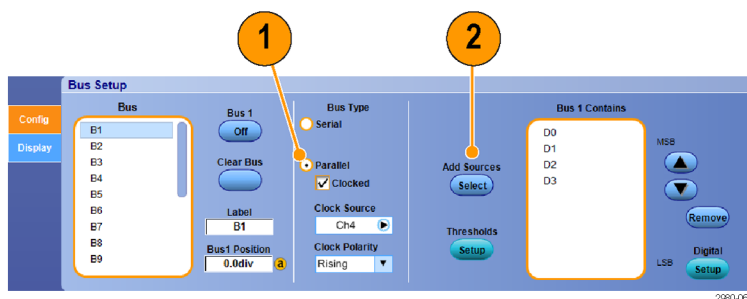 1
2
Bus Setup
Config
Display
Bus
B1
B2
B3
B4
B5
B6
B7
B8
B9
Bus 1
Off
Clear Bus
Label
B1
Bus1 Position
0.0div
a
Bus Type
Serial
Parallel
Clocked
Clock Source
Ch4
Clock Polarity
Rising
Add Sources
Select
Thresholds
Setup
Bus 1 Contains
D0
D1
D2
D3
MSB
Remove
LSB
Digital
Setup